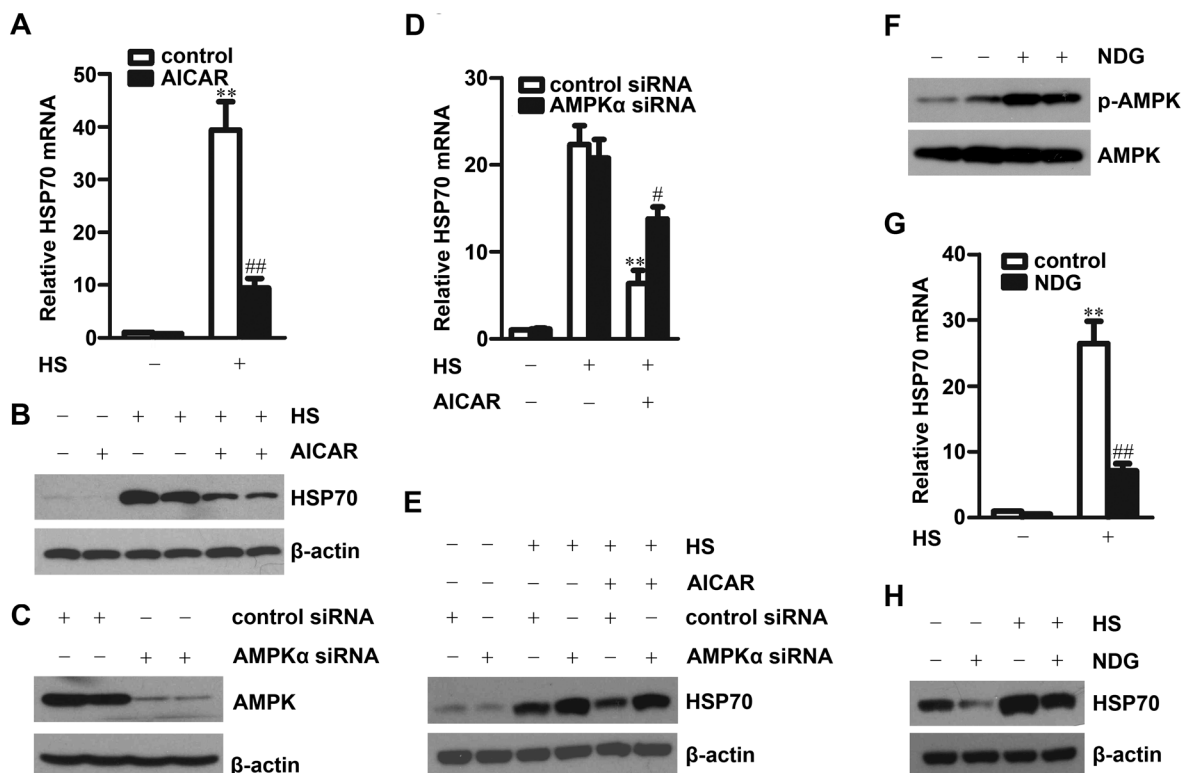 A
control
AICAR
50
40
30
20
10
0
Relative HSP70 mRNA
**
##
HS – +
B
– – + + + + HS
– + – – + + AICAR
HSP70
β-actin
C
+ + – – control siRNA
– – + + AMPKα siRNA
AMPK
β-actin
D
control siRNA
AMPKα siRNA
30
20
10
0
Relative HSP70 mRNA
**
#
HS – + +
AICAR – – +
E
– – + + + + HS
– – – – + + AICAR
+ – + – + – control siRNA
– + – + – + AMPKα siRNA
HSP70
β-actin
F
– – + + NDG
p-AMPK
AMPK
G
control
NDG
40
30
20
10
0
Relative HSP70 mRNA
**
##
HS – +
H
– – + + HS
– + – + NDG
HSP70
β-actin